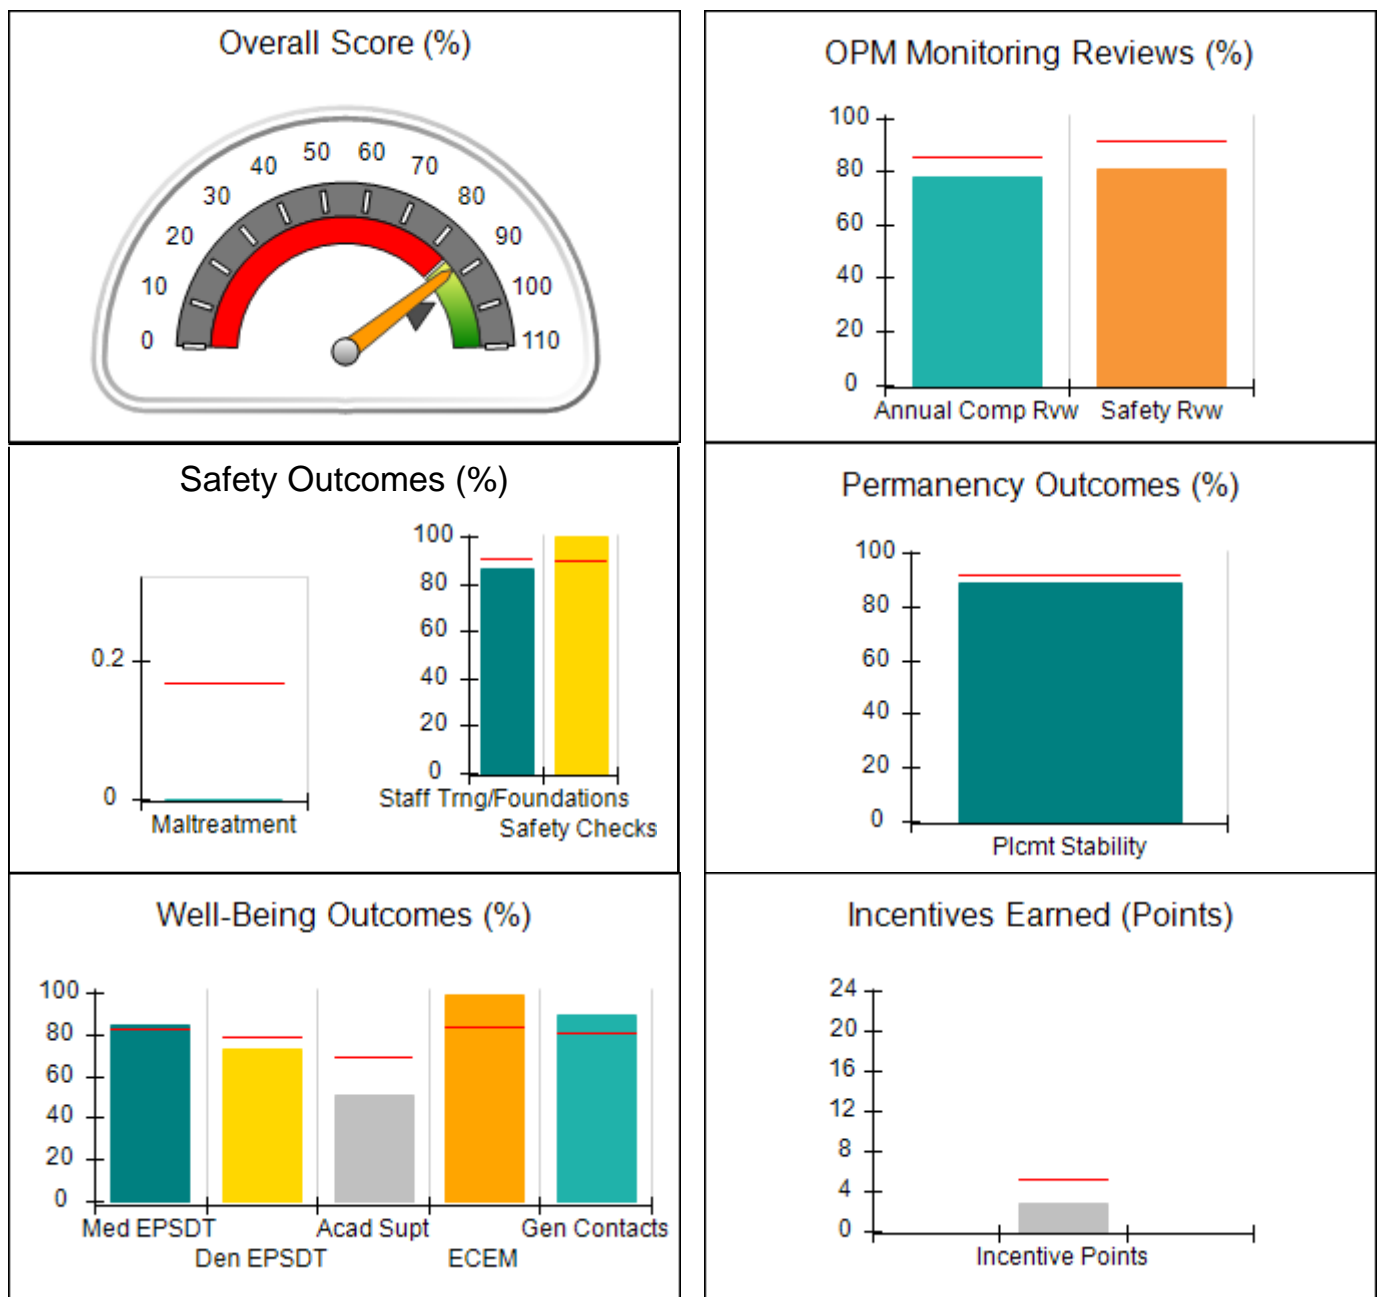 Overall Score (%)
0
10
20
30
40
50
60
70
80
90
100
110
OPM Monitoring Reviews (%)
100
80
60
40
20
0
Annual Comp Rvw
Safety Rvw
Safety Outcomes (%)
0.2
0
Maltreatment
100
80
60
40
20
0
Staff Trng/Foundations
Safety Checks
Permanency Outcomes (%)
100
80
60
40
20
0
Plcmt Stability
Well-Being Outcomes (%)
100
80
60
40
20
0
Med EPSDT
Den EPSDT
Acad Supt
ECEM
Gen Contacts
Incentives Earned (Points)
24
20
16
12
8
4
0
Incentive Points